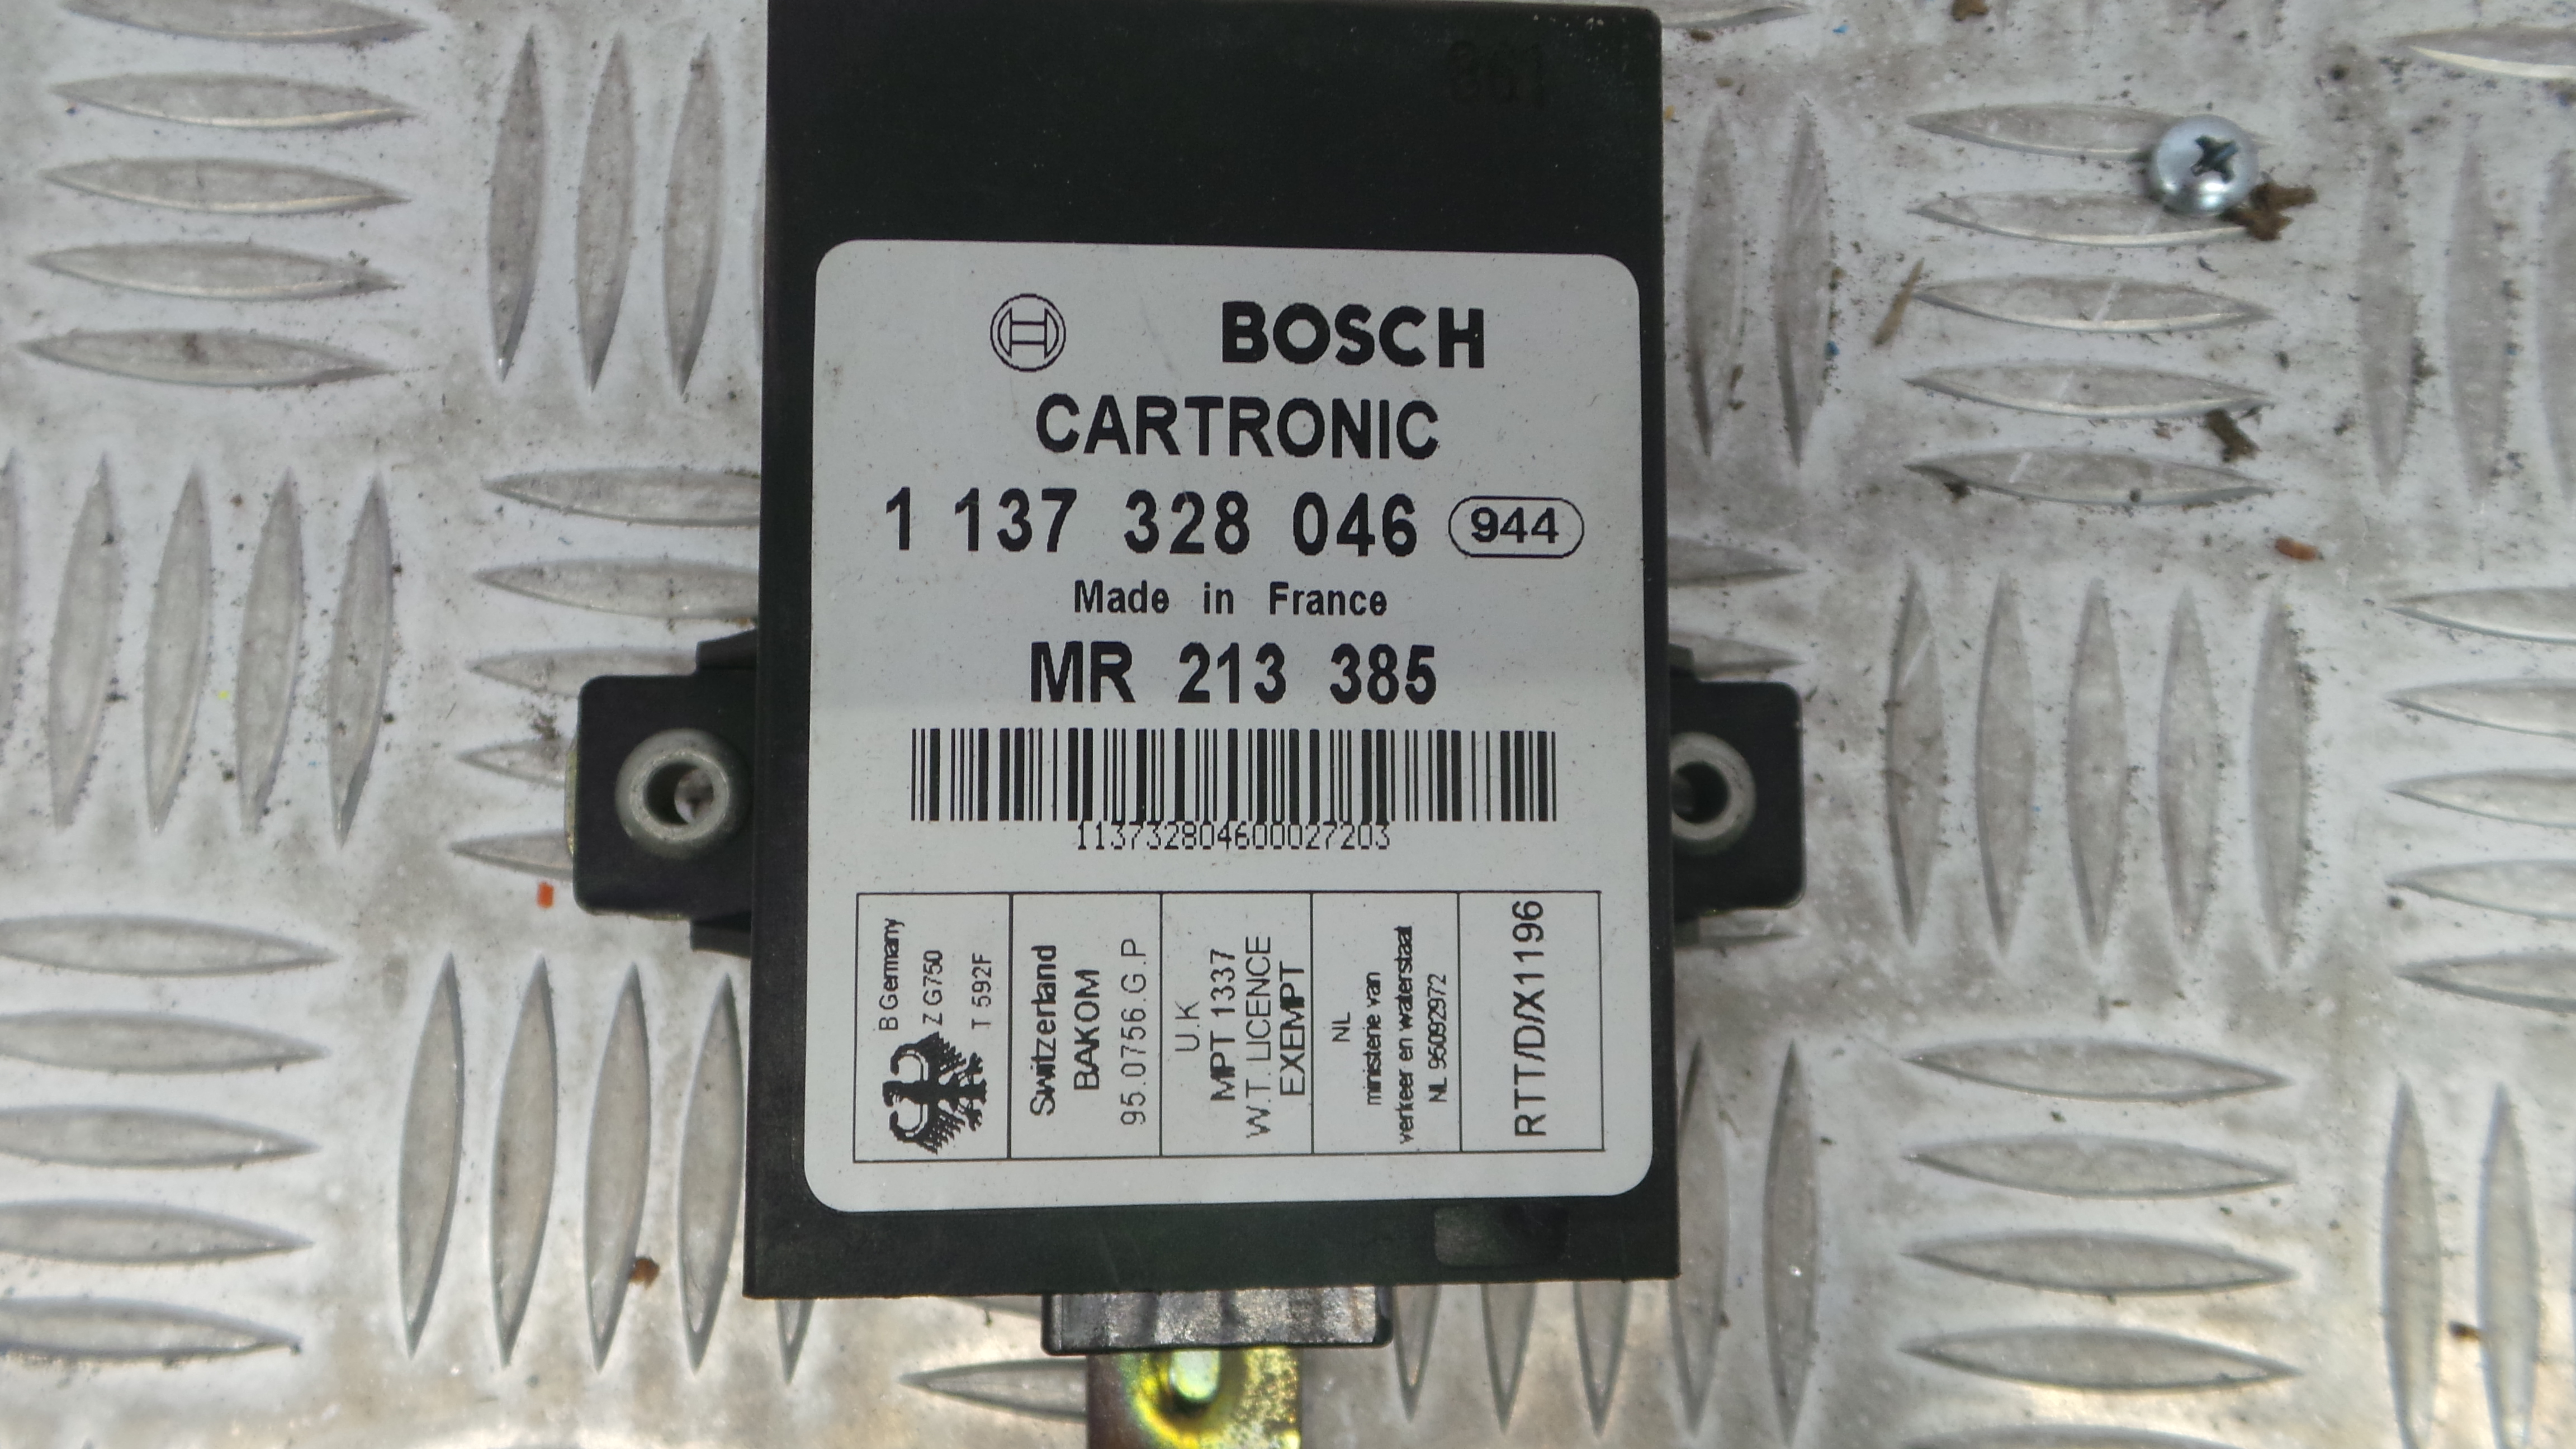 BOSCH
CARTRONIC
1 137 328 046 944
Made in France
MR 213 385
113732804600027203
B Germany
Z G750
T 592F
Switzerland
BAKOM
95.0756.G.P
U.K
MPT 1337
W.T. LICENCE
EXEMPT
NL
ministerie van
verkeer en waterstaat
NL 95092972
RTT/D/X1196